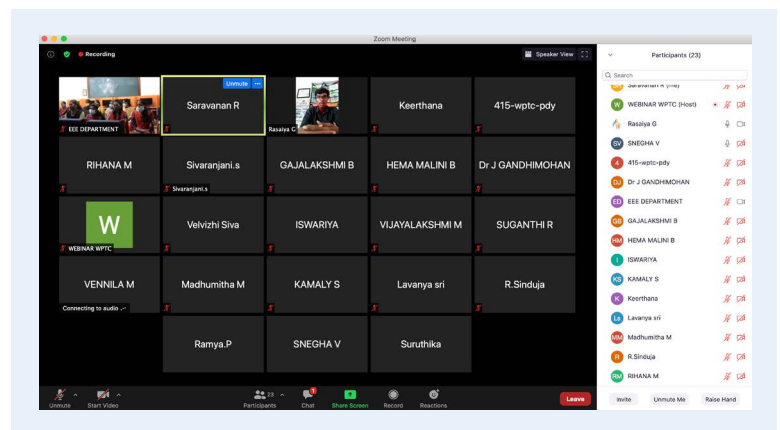 Zoom Meeting
Recording
Speaker View
Unmute
EEE DEPARTMENT
Saravanan R
Rasaiya G
Keerthana
415-wptc-pdy
RIHANA M
Sivaranjani.s
Sivaranjani.s
GAJALAKSHMI B
HEMA MALINI B
Dr J GANDHIMOHAN
W
WEBINAR WPTC
Velvizhi Siva
ISWARIYA
VIJAYALAKSHMI M
SUGANTHI R
VENNILA M
Connecting to audio
Madhumitha M
KAMALY S
Lavanya sri
R.Sinduja
Ramya.P
SNEGHA V
Suruthika
Unmute
Start Video
23
Participants
1
Chat
Share Screen
Record
Reactions
Leave
Participants (23)
Search
Saravanan R (me)
W WEBINAR WPTC (Host)
Rasaiya G
SV SNEGHA V
4 415-wptc-pdy
DJ Dr J GANDHIMOHAN
ED EEE DEPARTMENT
GB GAJALAKSHMI B
HM HEMA MALINI B
I ISWARIYA
KS KAMALY S
K Keerthana
Ls Lavanya sri
MM Madhumitha M
R R.Sinduja
RM RIHANA M
Invite
Unmute Me
Raise Hand